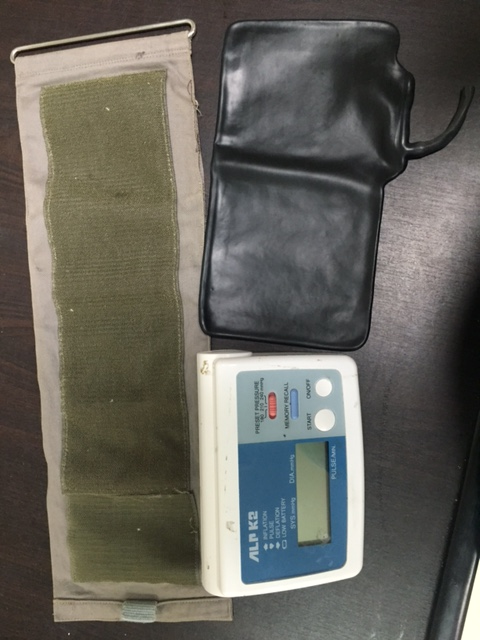 ALPK2
INFLATION
PULSE
DEFLATION
LOW BATTERY
SYS.mmHg
DIA.mmHg
PULSE/MIN.
PRESET PRESSURE
MEMORY RECALL
START
ON/OFF